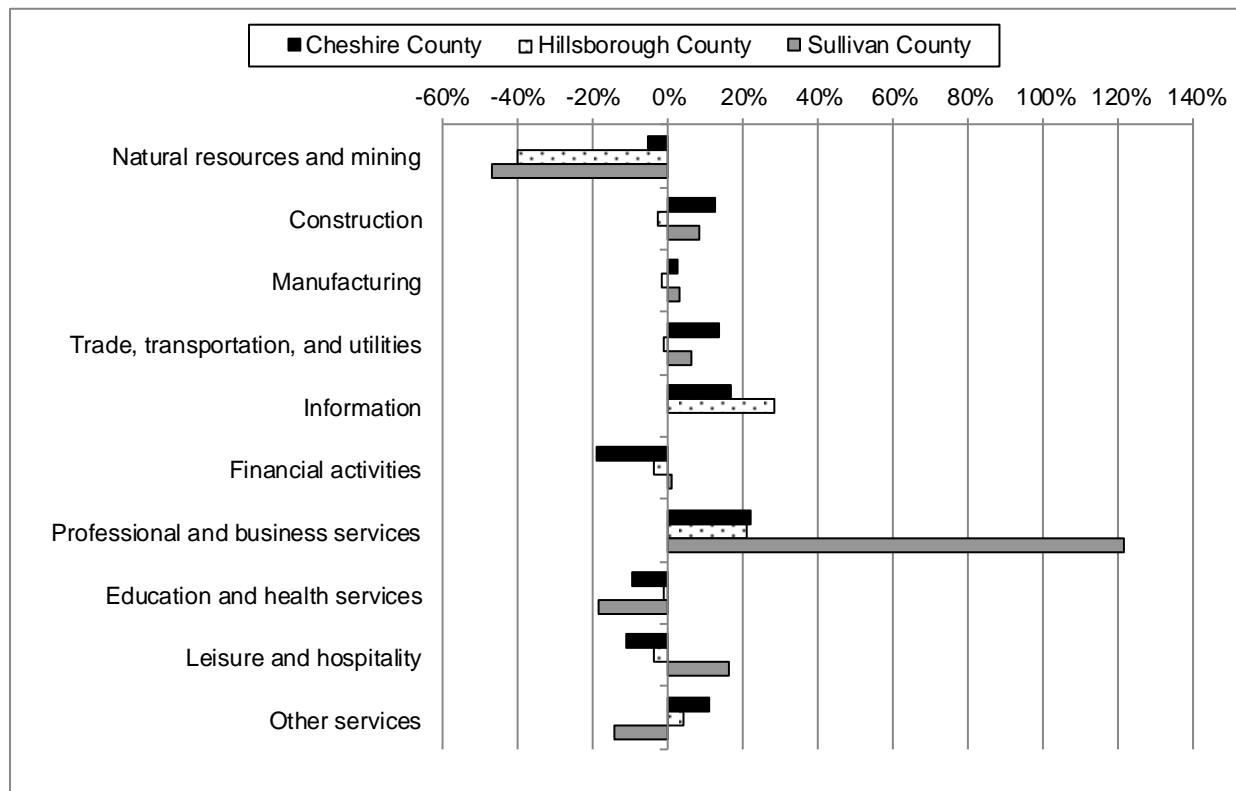 Cheshire County Hillsborough County Sullivan County
-60% -40% -20% 0% 20% 40% 60% 80% 100% 120% 140%
Natural resources and mining
Construction
Manufacturing
Trade, transportation, and utilities
Information
Financial activities
Professional and business services
Education and health services
Leisure and hospitality
Other services